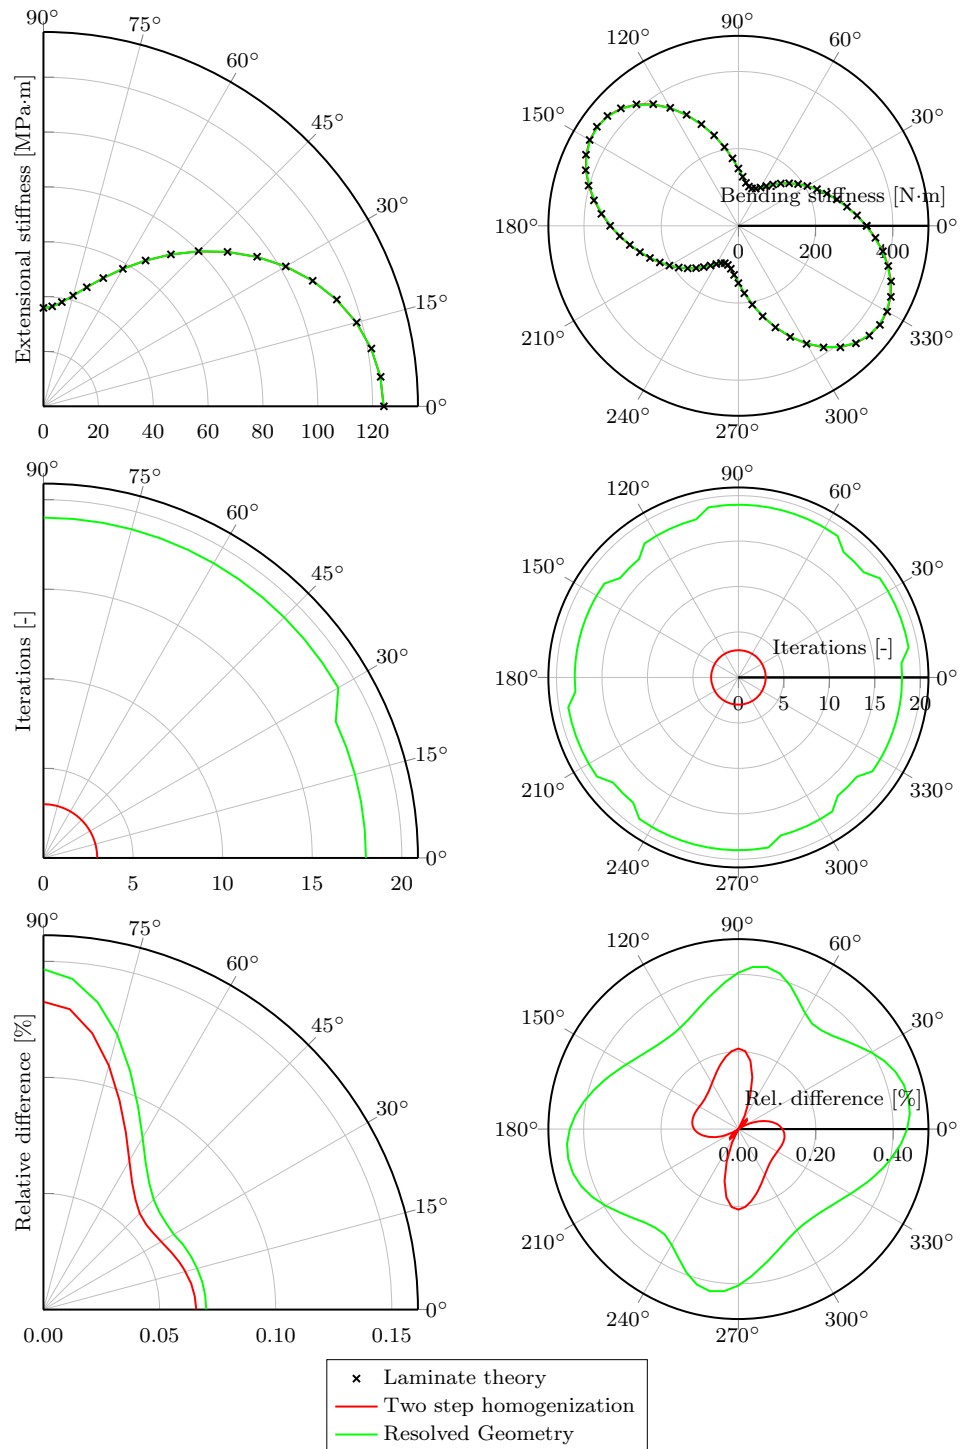 90°
75°
60°
45°
30°
15°
0°
Extensional stiffness [MPa·m]
0 20 40 60 80 100 120
90°
120° 60°
150° 30°
180° 0°
Bending stiffness [N·m]
0 200 400
210° 330°
240° 300°
270°
90°
75°
60°
45°
30°
15°
0°
Iterations [-]
0 5 10 15 20
90°
120° 60°
150° 30°
Iterations [-]
180° 0°
0 5 10 15 20
210° 330°
240° 300°
270°
90°
75°
60°
45°
30°
15°
0°
Relative difference [%]
0.00 0.05 0.10 0.15
90°
120° 60°
150° 30°
Rel. difference [%]
180° 0°
0.00 0.20 0.40
210° 330°
240° 300°
270°
Laminate theory
Two step homogenization
Resolved Geometry